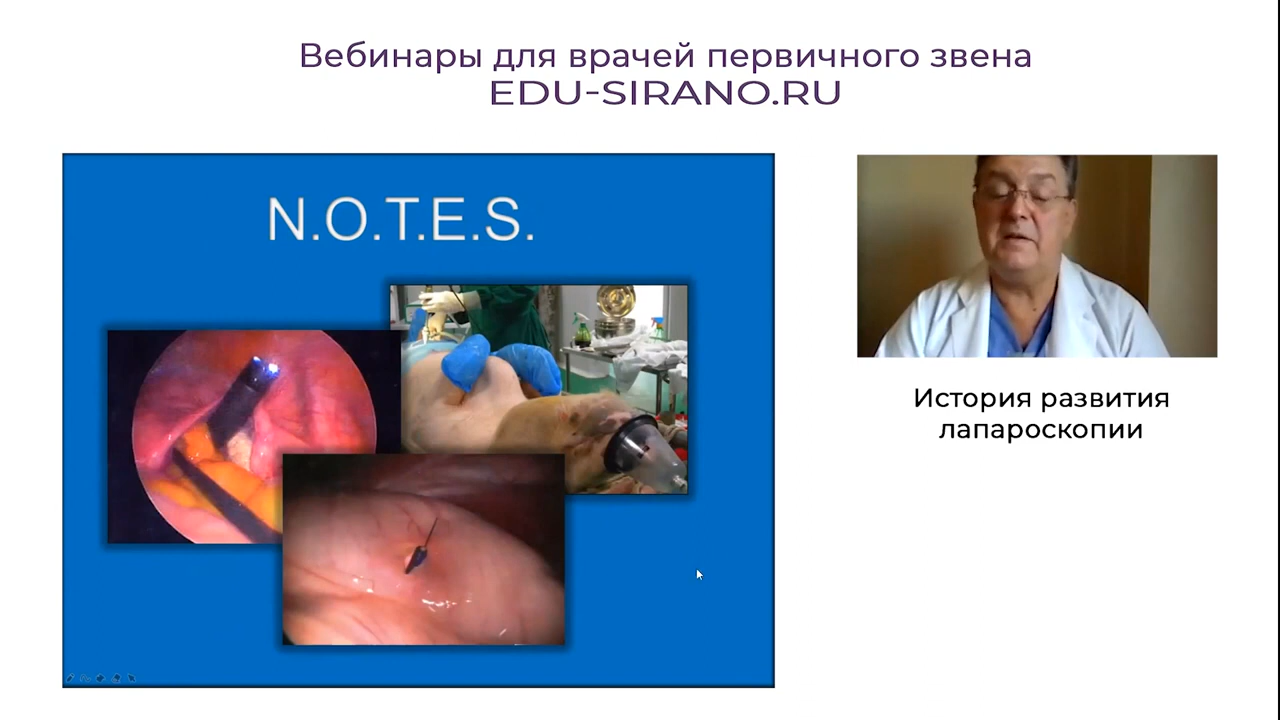 Вебинары для врачей первичного звена
EDU-SIRANO.RU
N.O.T.E.S.
История развития
лапароскопии